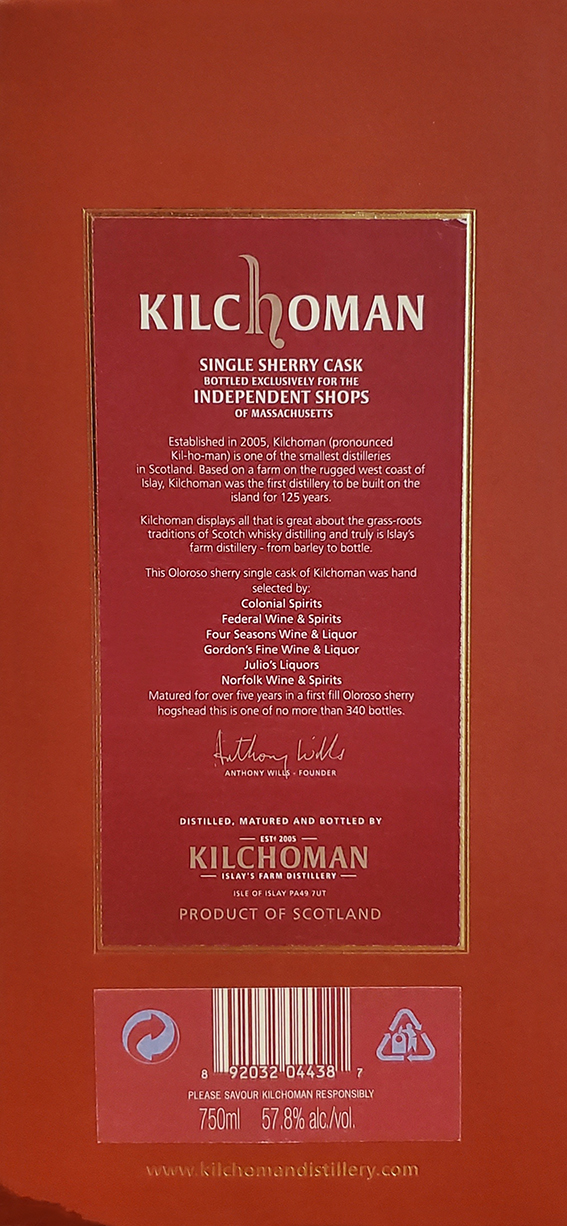 KILCHOMAN
SINGLE SHERRY CASK
BOTTLED EXCLUSIVELY FOR THE
INDEPENDENT SHOPS
OF MASSACHUSETTS
Established in 2005, Kilchoman (pronounced
Kil-ho-man) is one of the smallest distilleries
in Scotland. Based on a farm on the rugged west coast of
Islay, Kilchoman was the first distillery to be built on the
island for 125 years.
Kilchoman displays all that is great about the grass-roots
traditions of Scotch whisky distilling and truly is Islay's
farm distillery - from barley to bottle.
This Oloroso sherry single cask of Kilchoman was hand
selected by:
Colonial Spirits
Federal Wine & Spirits
Four Seasons Wine & Liquor
Gordon's Fine Wine & Liquor
Julio's Liquors
Norfolk Wine & Spirits
Matured for over five years in a first fill Oloroso sherry
hogshead this is one of no more than 340 bottles.
Anthony Wills
ANTHONY WILLS - FOUNDER
DISTILLED, MATURED AND BOTTLED BY
ESTd 2005
KILCHOMAN
ISLAY'S FARM DISTILLERY
ISLE OF ISLAY PA49 7UT
PRODUCT OF SCOTLAND
8 92032 04438 7
PLEASE SAVOUR KILCHOMAN RESPONSIBLY
750ml 57.8% alc./vol.
www.kilchomandistillery.com